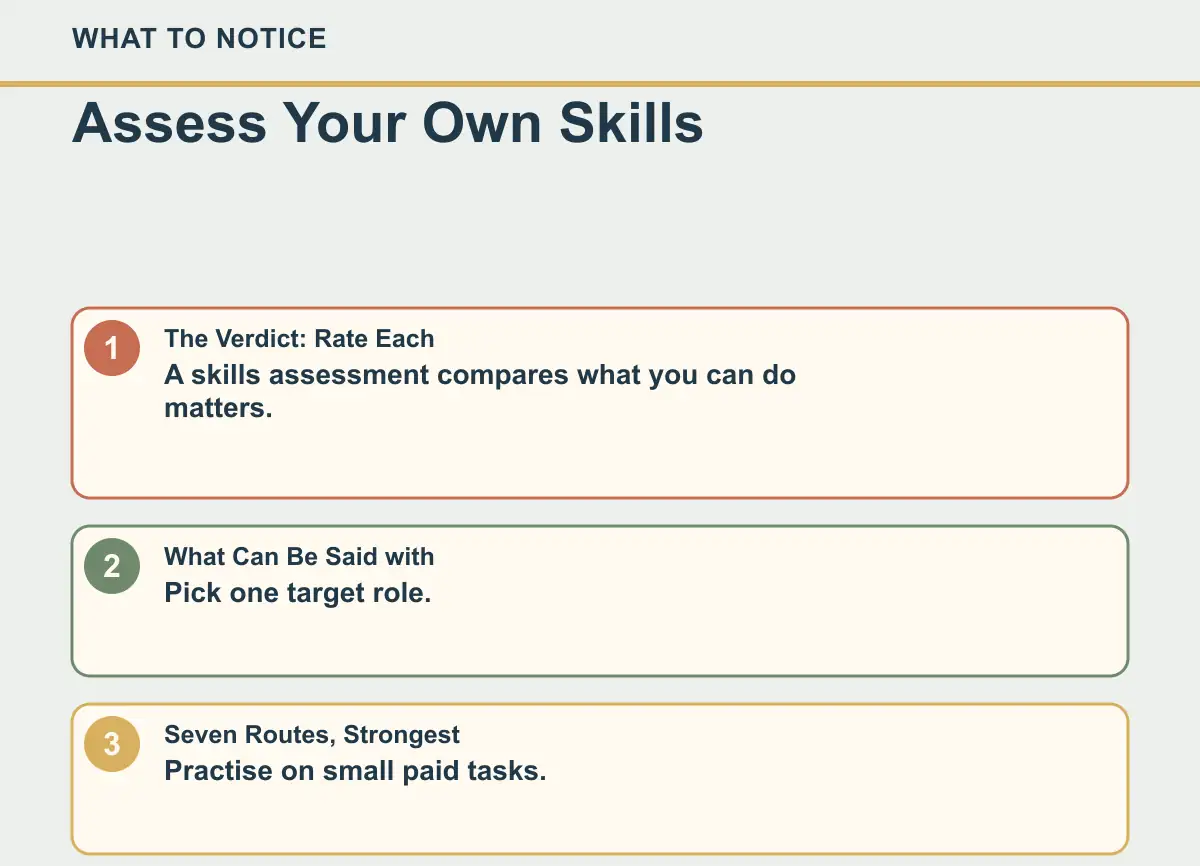 WHAT TO NOTICE
Assess Your Own Skills
1
The Verdict: Rate Each
A skills assessment compares what you can do
matters.
2
What Can Be Said with
Pick one target role.
3
Seven Routes, Strongest
Practise on small paid tasks.